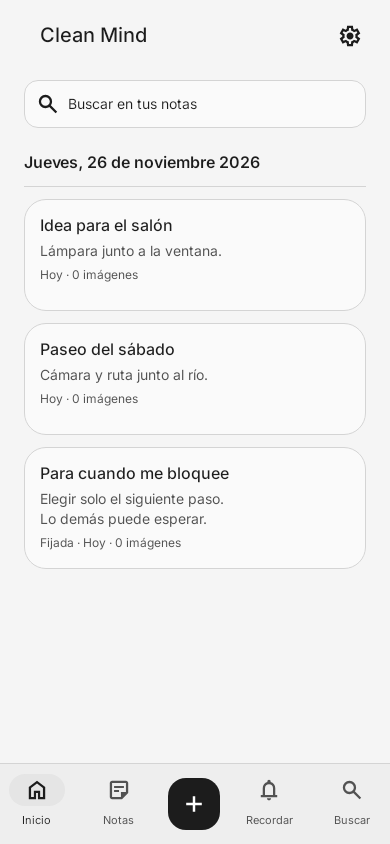 Clean Mind
Buscar en tus notas
Jueves, 26 de noviembre 2026
Idea para el salón
Lámpara junto a la ventana.
Hoy · 0 imágenes
Paseo del sábado
Cámara y ruta junto al río.
Hoy · 0 imágenes
Para cuando me bloquee
Elegir solo el siguiente paso.
Lo demás puede esperar.
Fijada · Hoy · 0 imágenes
Inicio
Notas
Recordar
Buscar